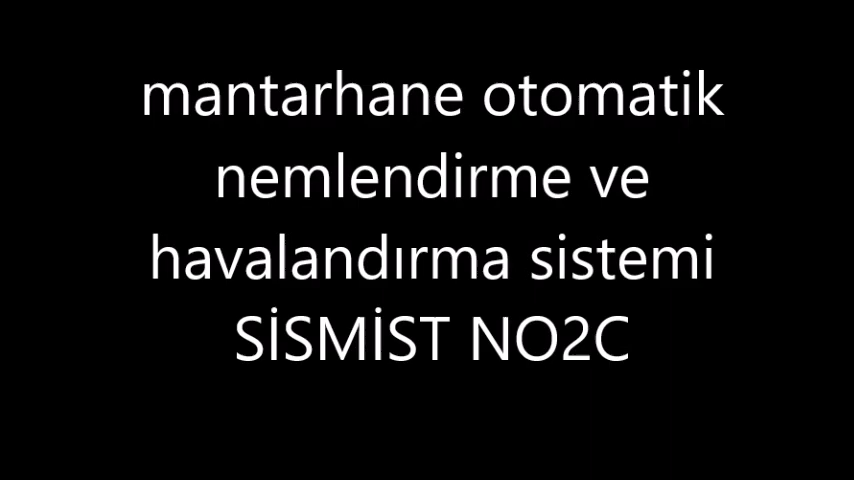 mantarhane otomatik
nemlendirme ve
havalandırma sistemi
SİSMİST NO2C